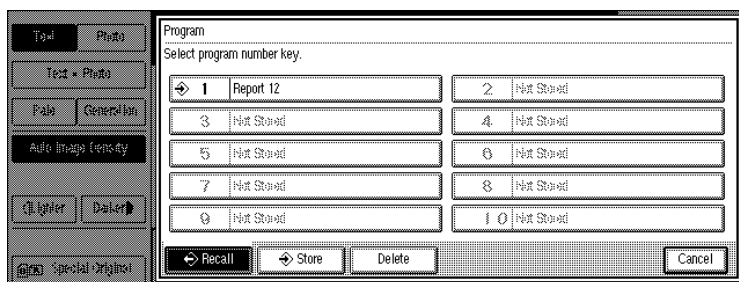 Text Photo
Program
Select program number key.
Text • Photo
1 Report 12
2 Not Stored
Pale Generation
3 Not Stored
4 Not Stored
Auto Image Density
5 Not Stored
6 Not Stored
7 Not Stored
8 Not Stored
Lighter Darker
9 Not Stored
10 Not Stored
Recall Store Delete Cancel
Special Original